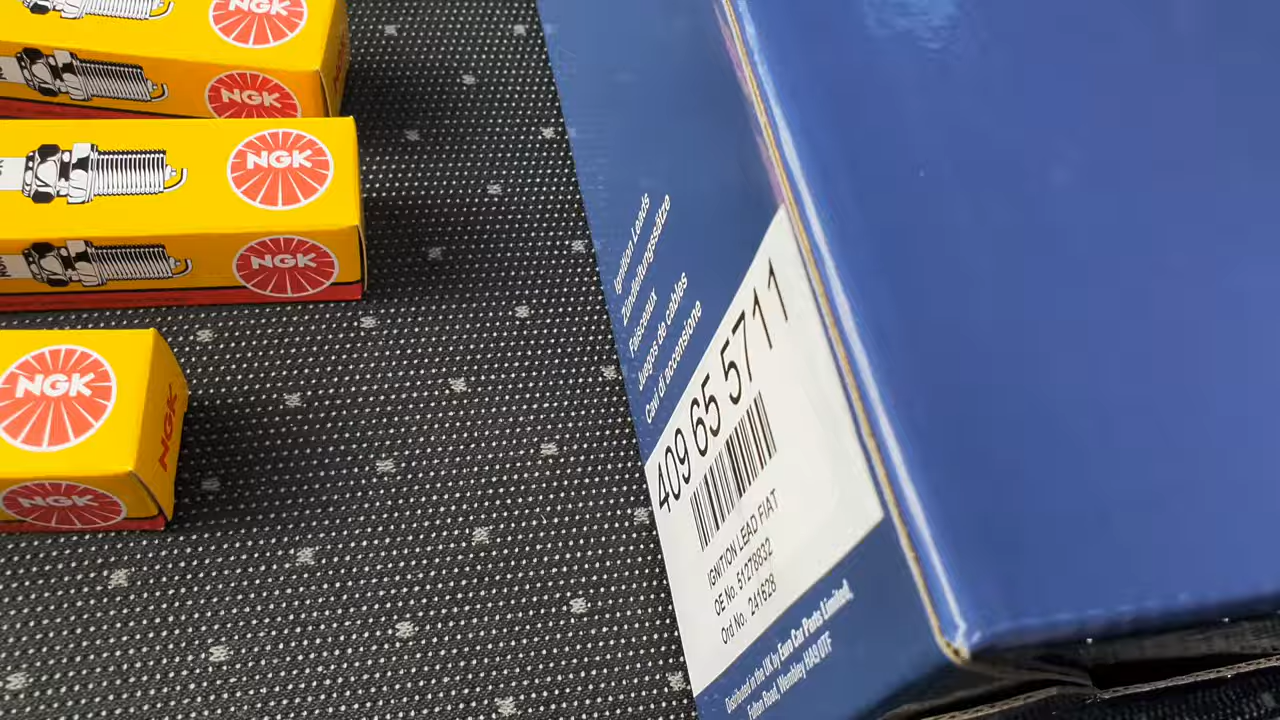 NGK
NGK
NGK
NGK
NGK
NGK
NGK
Ignition Leads
Zündleitungssätze
Faisceaux
Juegos de cables
Cavi di accensione
409 65 5711
IGNITION LEAD FIAT
OE No. 51278832
Ord No. 241628
Distributed in the UK by Euro Car Parts Limited,
Fulton Road, Wembley HA9 0TF